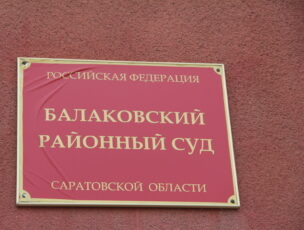 РОССИЙСКАЯ ФЕДЕРАЦИЯ
БАЛАКОВСКИЙ
РАЙОННЫЙ СУД
САРАТОВСКОЙ ОБЛАСТИ